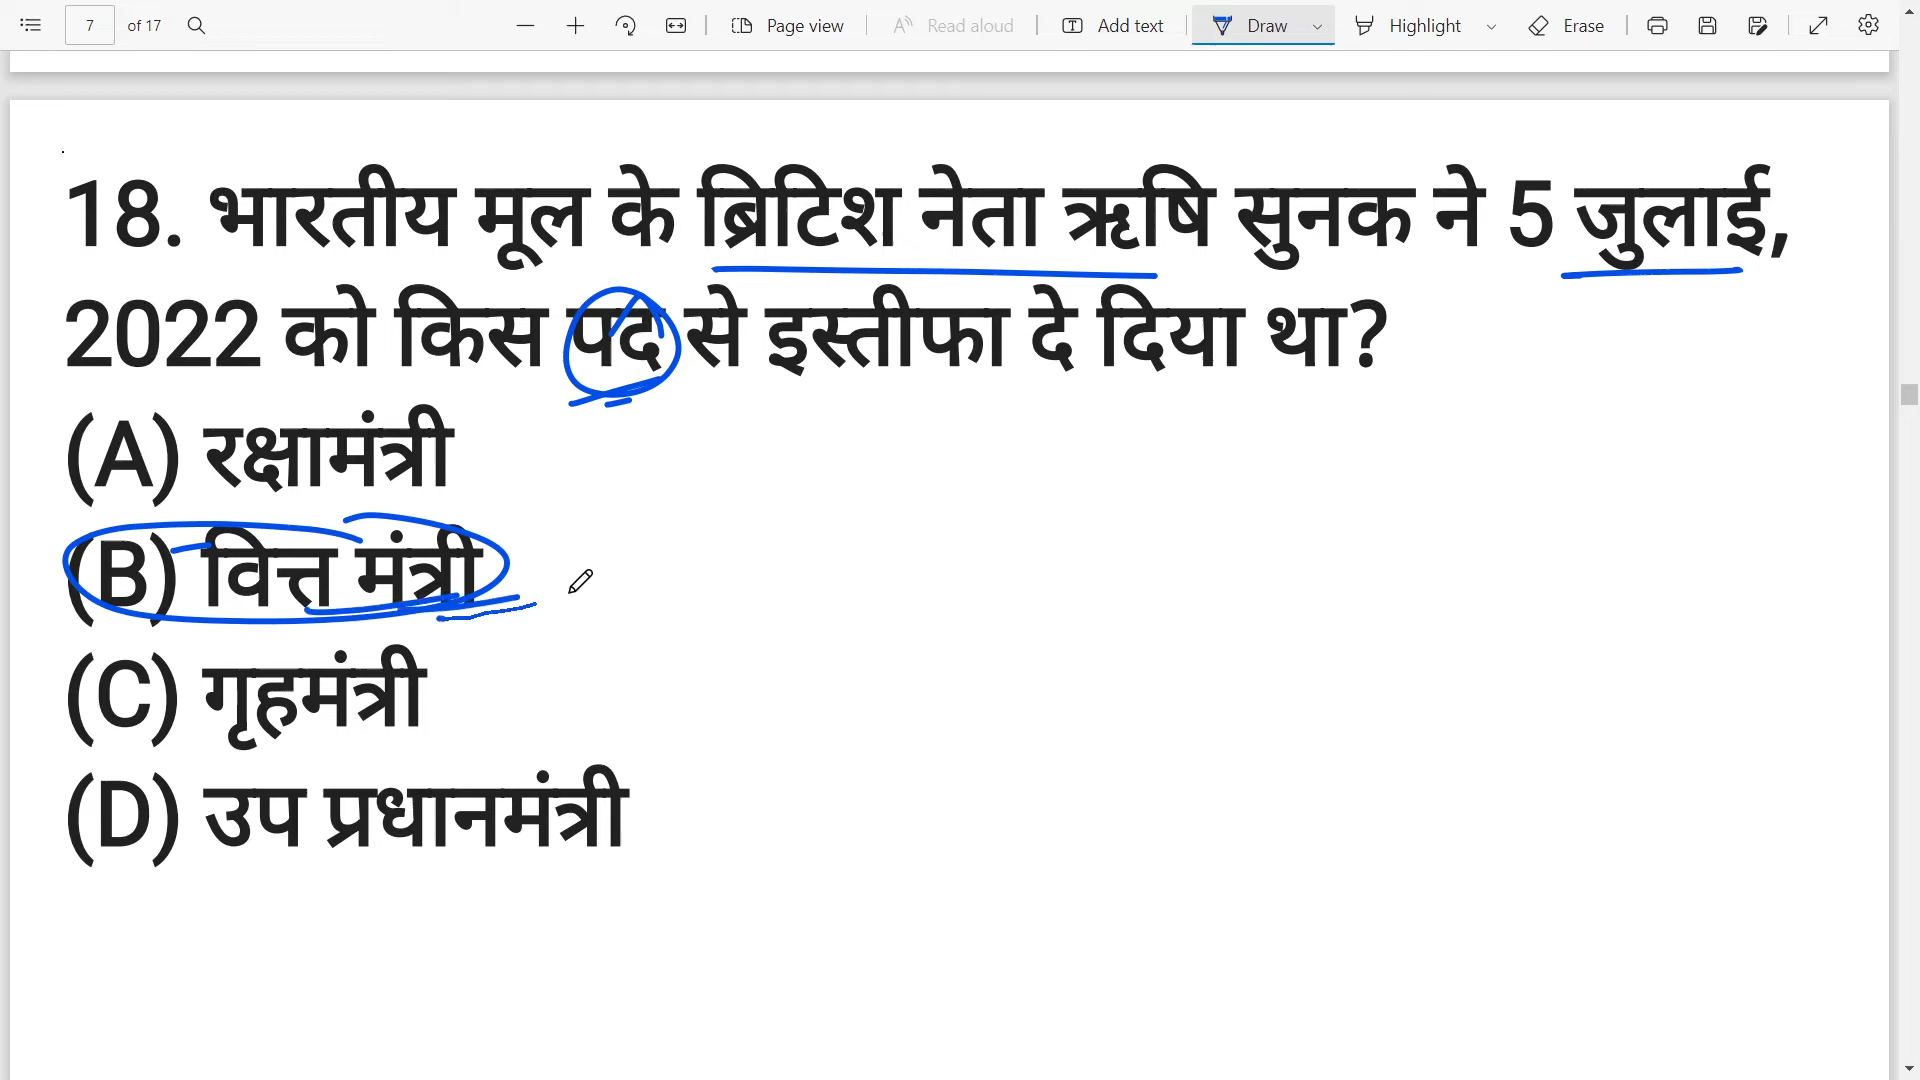 7 of 17 Page view Read aloud Add text Draw Highlight Erase
18. भारतीय मूल के ब्रिटिश नेता ऋषि सुनक ने 5 जुलाई,
2022 को किस पद से इस्तीफा दे दिया था?
(A) रक्षामंत्री
(B) वित्त मंत्री
(C) गृहमंत्री
(D) उप प्रधानमंत्री